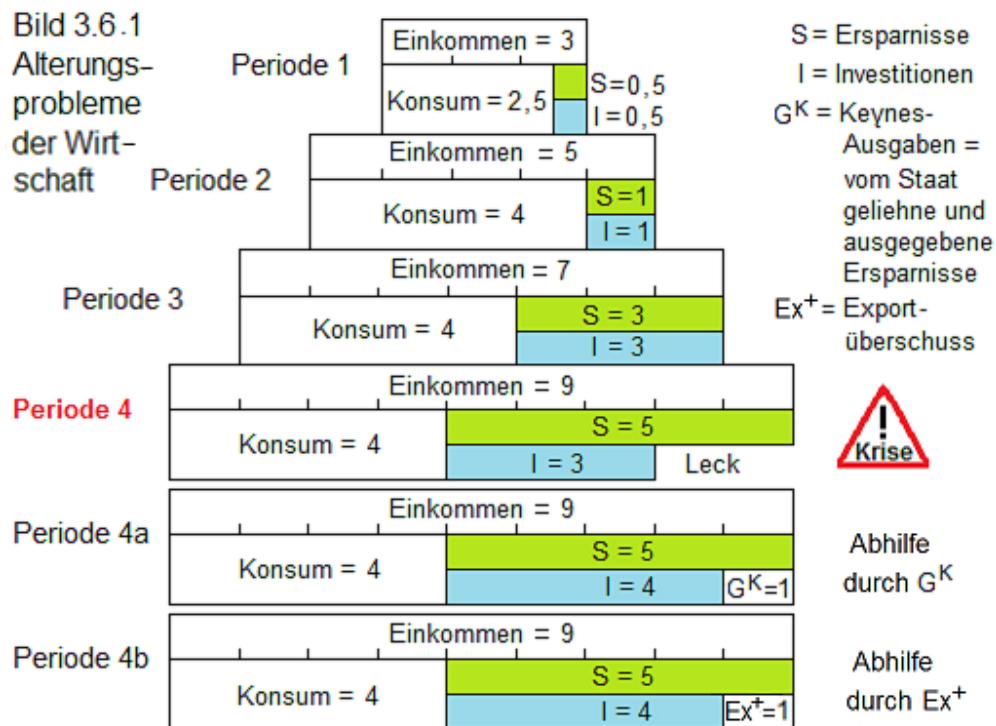 Bild 3.6.1
Alterungs-
probleme
der Wirt-
schaft
Periode 1
Einkommen = 3
Konsum = 2,5
S=0,5
I=0,5
Periode 2
Einkommen = 5
Konsum = 4
S=1
I = 1
Periode 3
Einkommen = 7
Konsum = 4
S = 3
I = 3
Periode 4
Einkommen = 9
Konsum = 4
S = 5
I = 3
Leck
Periode 4a
Einkommen = 9
Konsum = 4
S = 5
I = 4
Gᴷ=1
Periode 4b
Einkommen = 9
Konsum = 4
S = 5
I = 4
Ex⁺=1
S = Ersparnisse
I = Investitionen
Gᴷ = Keynes-
Ausgaben =
vom Staat
geliehne und
ausgegebene
Ersparnisse
Ex⁺ = Export-
überschuss
!
Krise
Abhilfe
durch Gᴷ
Abhilfe
durch Ex⁺